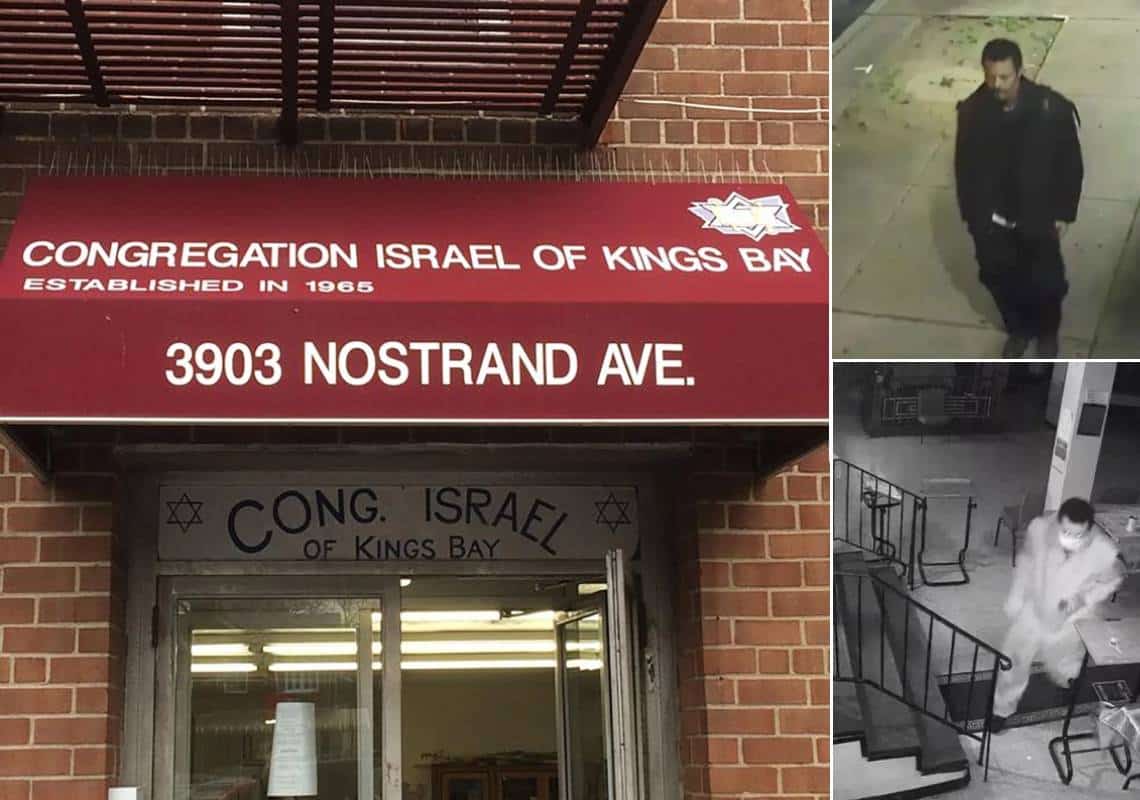 CONGREGATION ISRAEL OF KINGS BAY
ESTABLISHED IN 1965
3903 NOSTRAND AVE.
CONG. ISRAEL
OF KINGS BAY